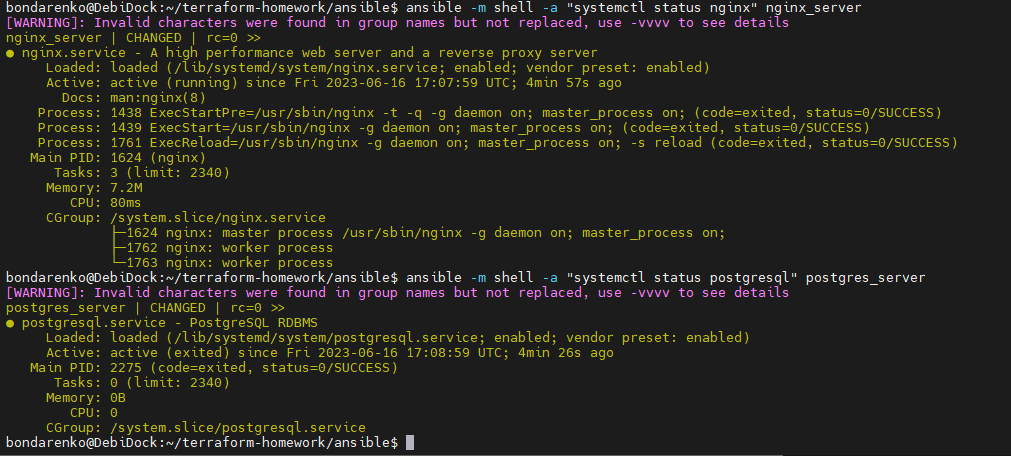 bondarenko@DebiDock:~/terraform-homework/ansible$ ansible -m shell -a "systemctl status nginx" nginx_server
[WARNING]: Invalid characters were found in group names but not replaced, use -vvvv to see details
nginx_server | CHANGED | rc=0 >>
● nginx.service - A high performance web server and a reverse proxy server
     Loaded: loaded (/lib/systemd/system/nginx.service; enabled; vendor preset: enabled)
     Active: active (running) since Fri 2023-06-16 17:07:59 UTC; 4min 57s ago
       Docs: man:nginx(8)
    Process: 1438 ExecStartPre=/usr/sbin/nginx -t -q -g daemon on; master_process on; (code=exited, status=0/SUCCESS)
    Process: 1439 ExecStart=/usr/sbin/nginx -g daemon on; master_process on; (code=exited, status=0/SUCCESS)
    Process: 1761 ExecReload=/usr/sbin/nginx -g daemon on; master_process on; -s reload (code=exited, status=0/SUCCESS)
   Main PID: 1624 (nginx)
      Tasks: 3 (limit: 2340)
     Memory: 7.2M
        CPU: 80ms
     CGroup: /system.slice/nginx.service
             ├─1624 nginx: master process /usr/sbin/nginx -g daemon on; master_process on;
             ├─1762 nginx: worker process
             └─1763 nginx: worker process
bondarenko@DebiDock:~/terraform-homework/ansible$ ansible -m shell -a "systemctl status postgresql" postgres_server
[WARNING]: Invalid characters were found in group names but not replaced, use -vvvv to see details
postgres_server | CHANGED | rc=0 >>
● postgresql.service - PostgreSQL RDBMS
     Loaded: loaded (/lib/systemd/system/postgresql.service; enabled; vendor preset: enabled)
     Active: active (exited) since Fri 2023-06-16 17:08:59 UTC; 4min 26s ago
   Main PID: 2275 (code=exited, status=0/SUCCESS)
      Tasks: 0 (limit: 2340)
     Memory: 0B
        CPU: 0
     CGroup: /system.slice/postgresql.service
bondarenko@DebiDock:~/terraform-homework/ansible$